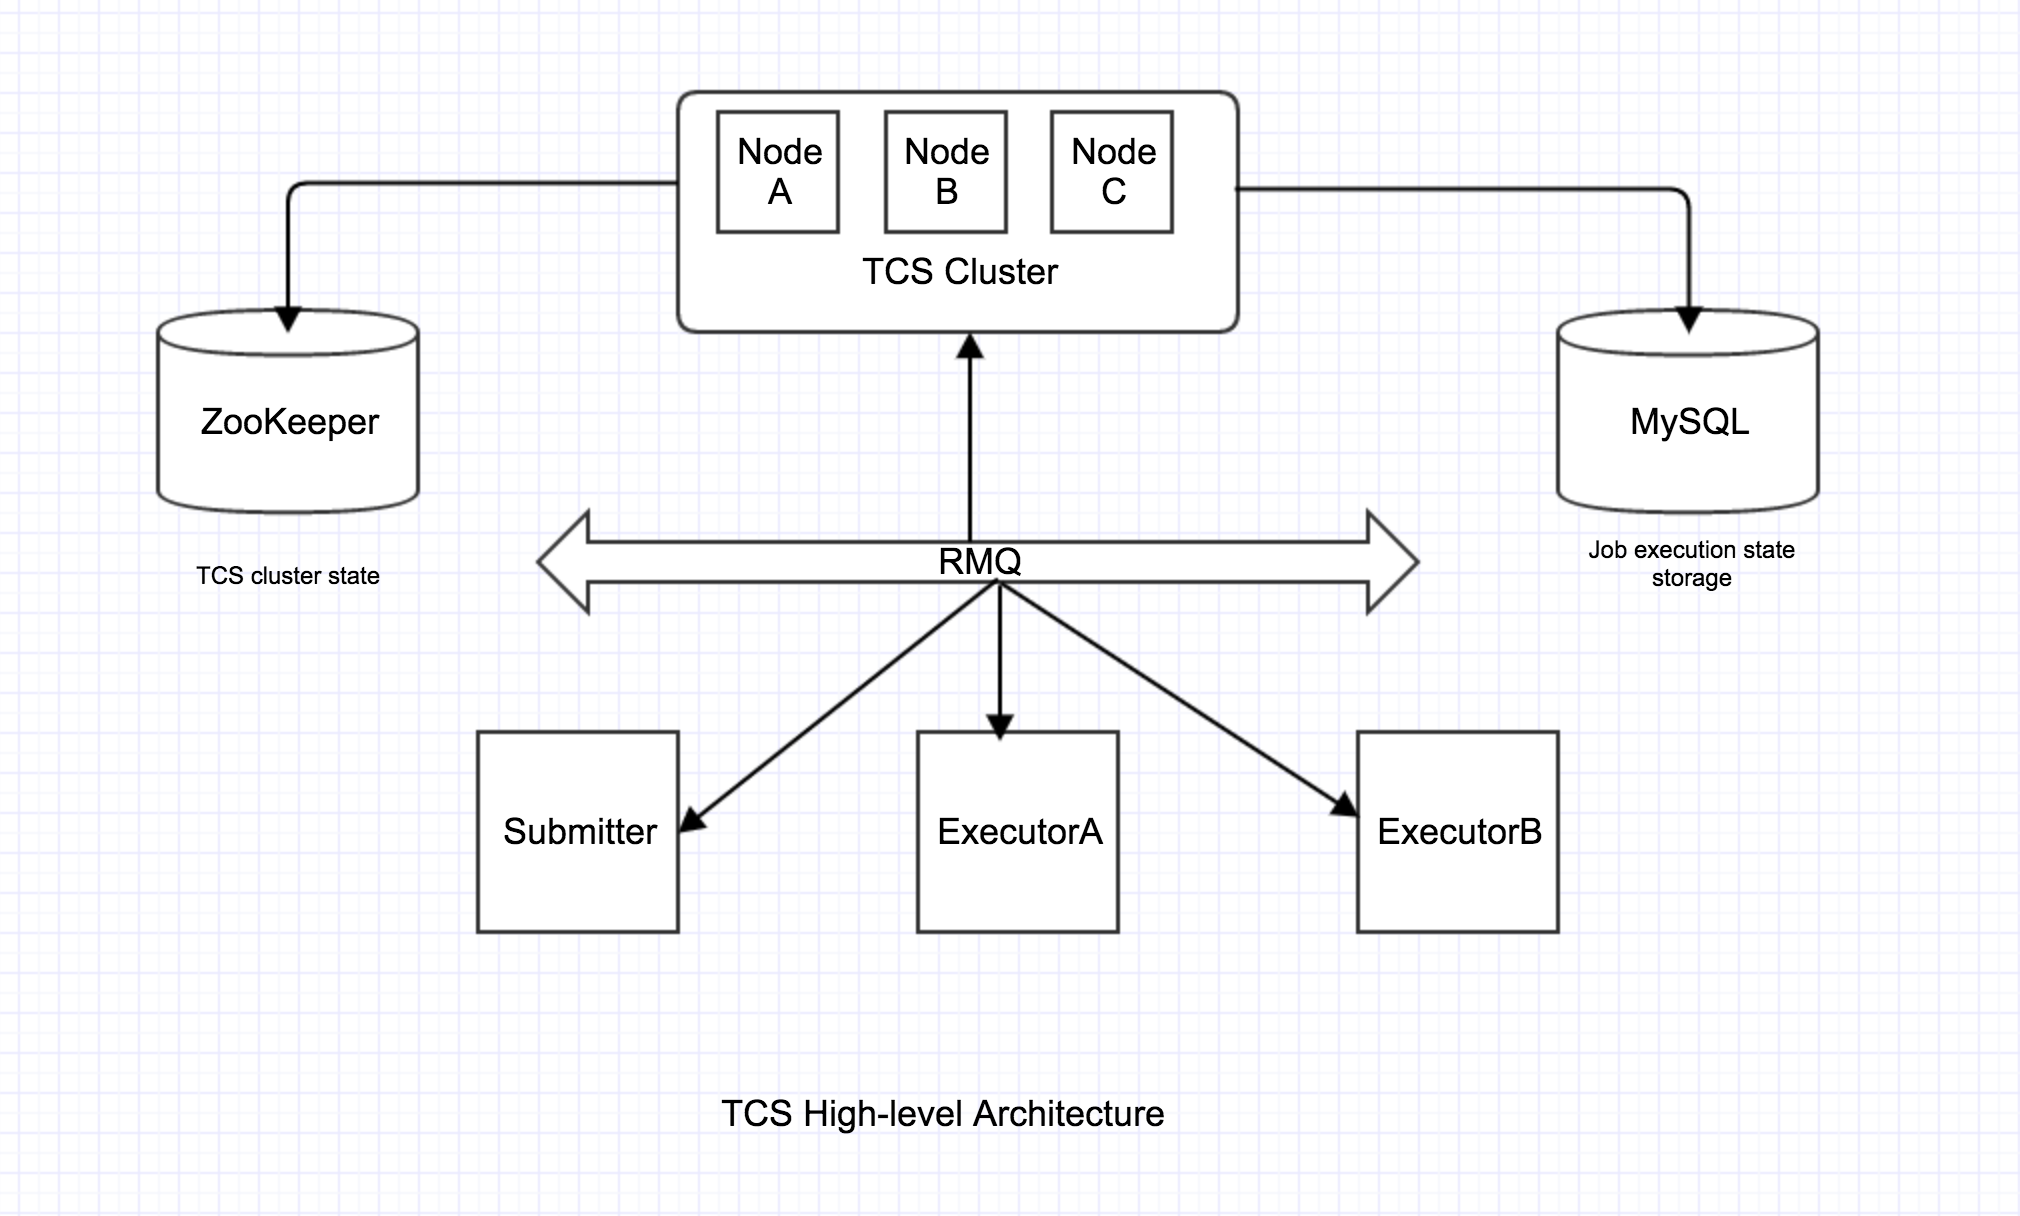 Node
A
Node
B
Node
C
TCS Cluster
ZooKeeper
MySQL
TCS cluster state
RMQ
Job execution state
storage
Submitter
ExecutorA
ExecutorB
TCS High-level Architecture